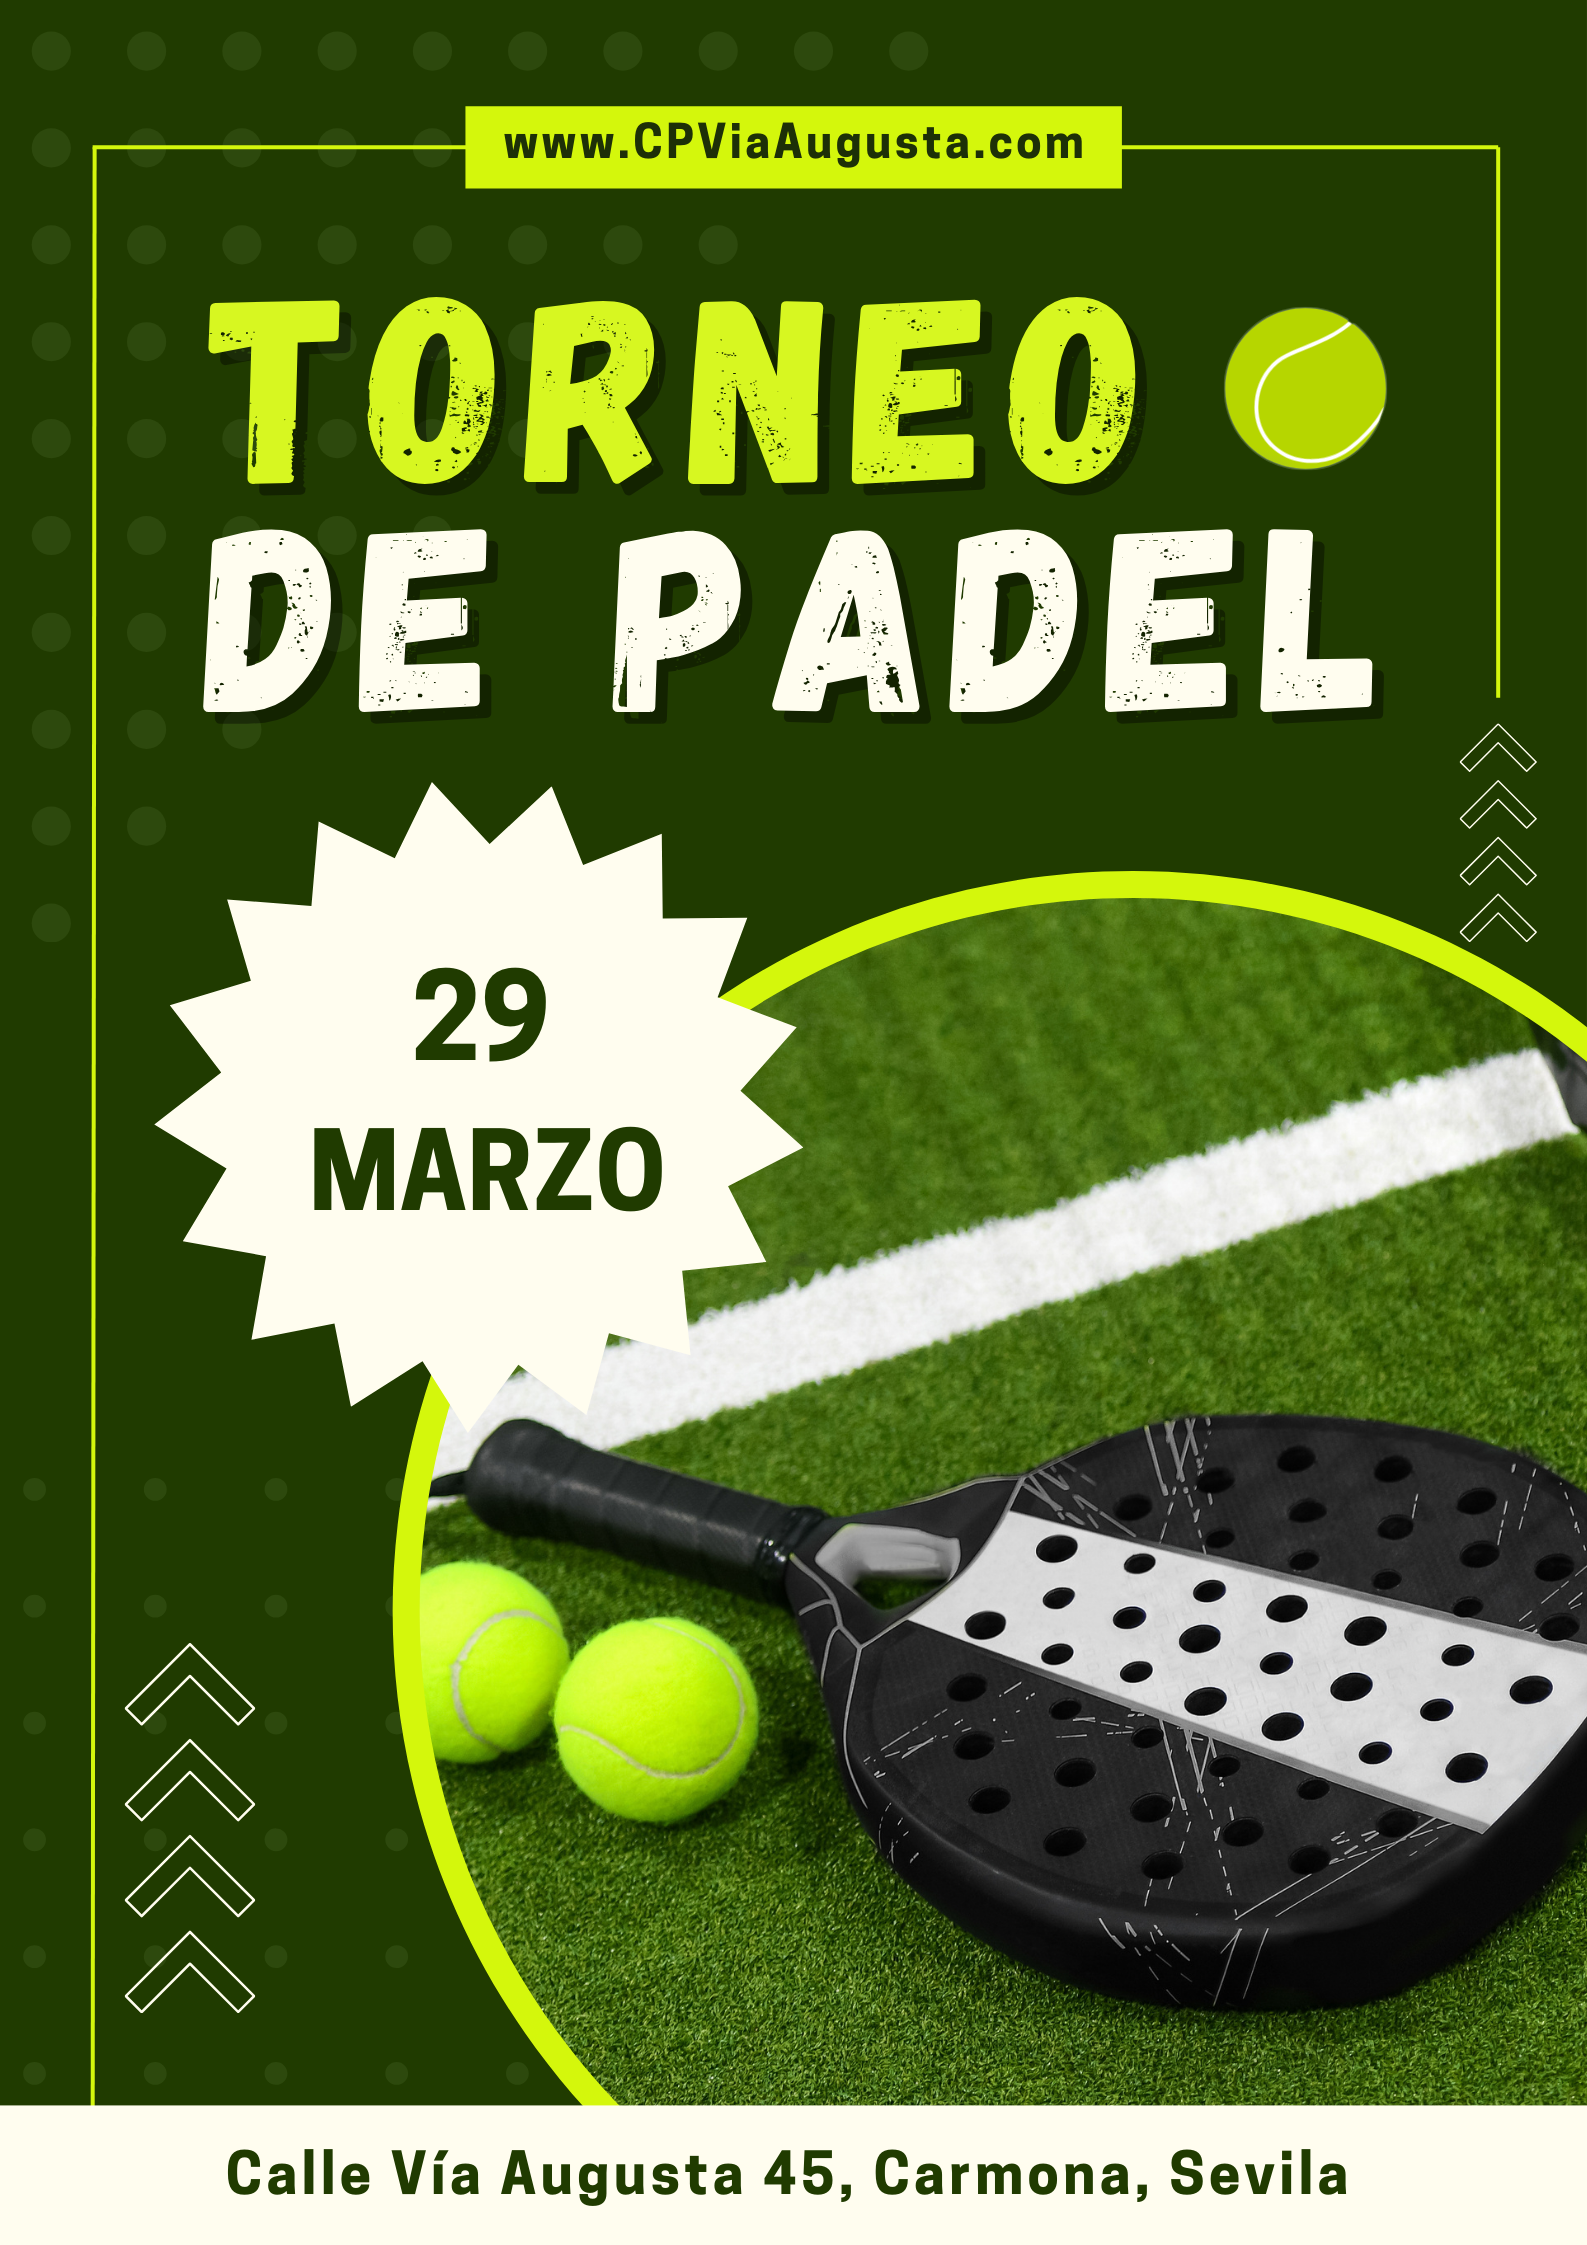 www.CPViaAugusta.com
TORNEO
DE PADEL
29
MARZO
Calle Vía Augusta 45, Carmona, Sevila